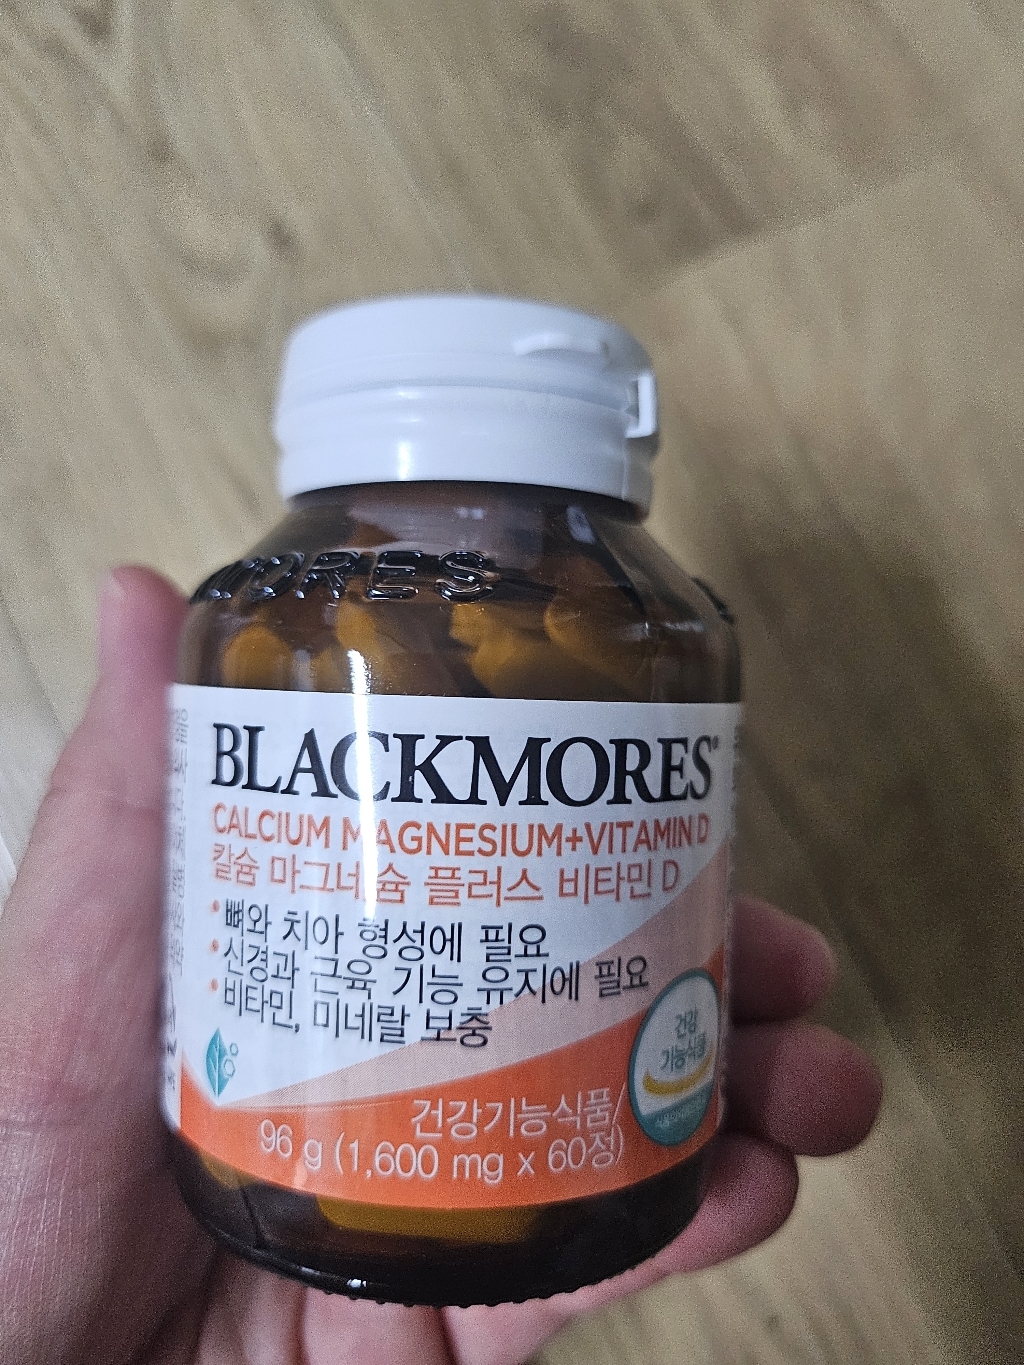 ORES
BLACKMORES®
CALCIUM MAGNESIUM+VITAMIN D
칼슘 마그네슘 플러스 비타민 D
• 뼈와 치아 형성에 필요
• 신경과 근육 기능 유지에 필요
• 비타민, 미네랄 보충
건강
기능식품
건강기능식품/
96 g (1,600 mg x 60정)